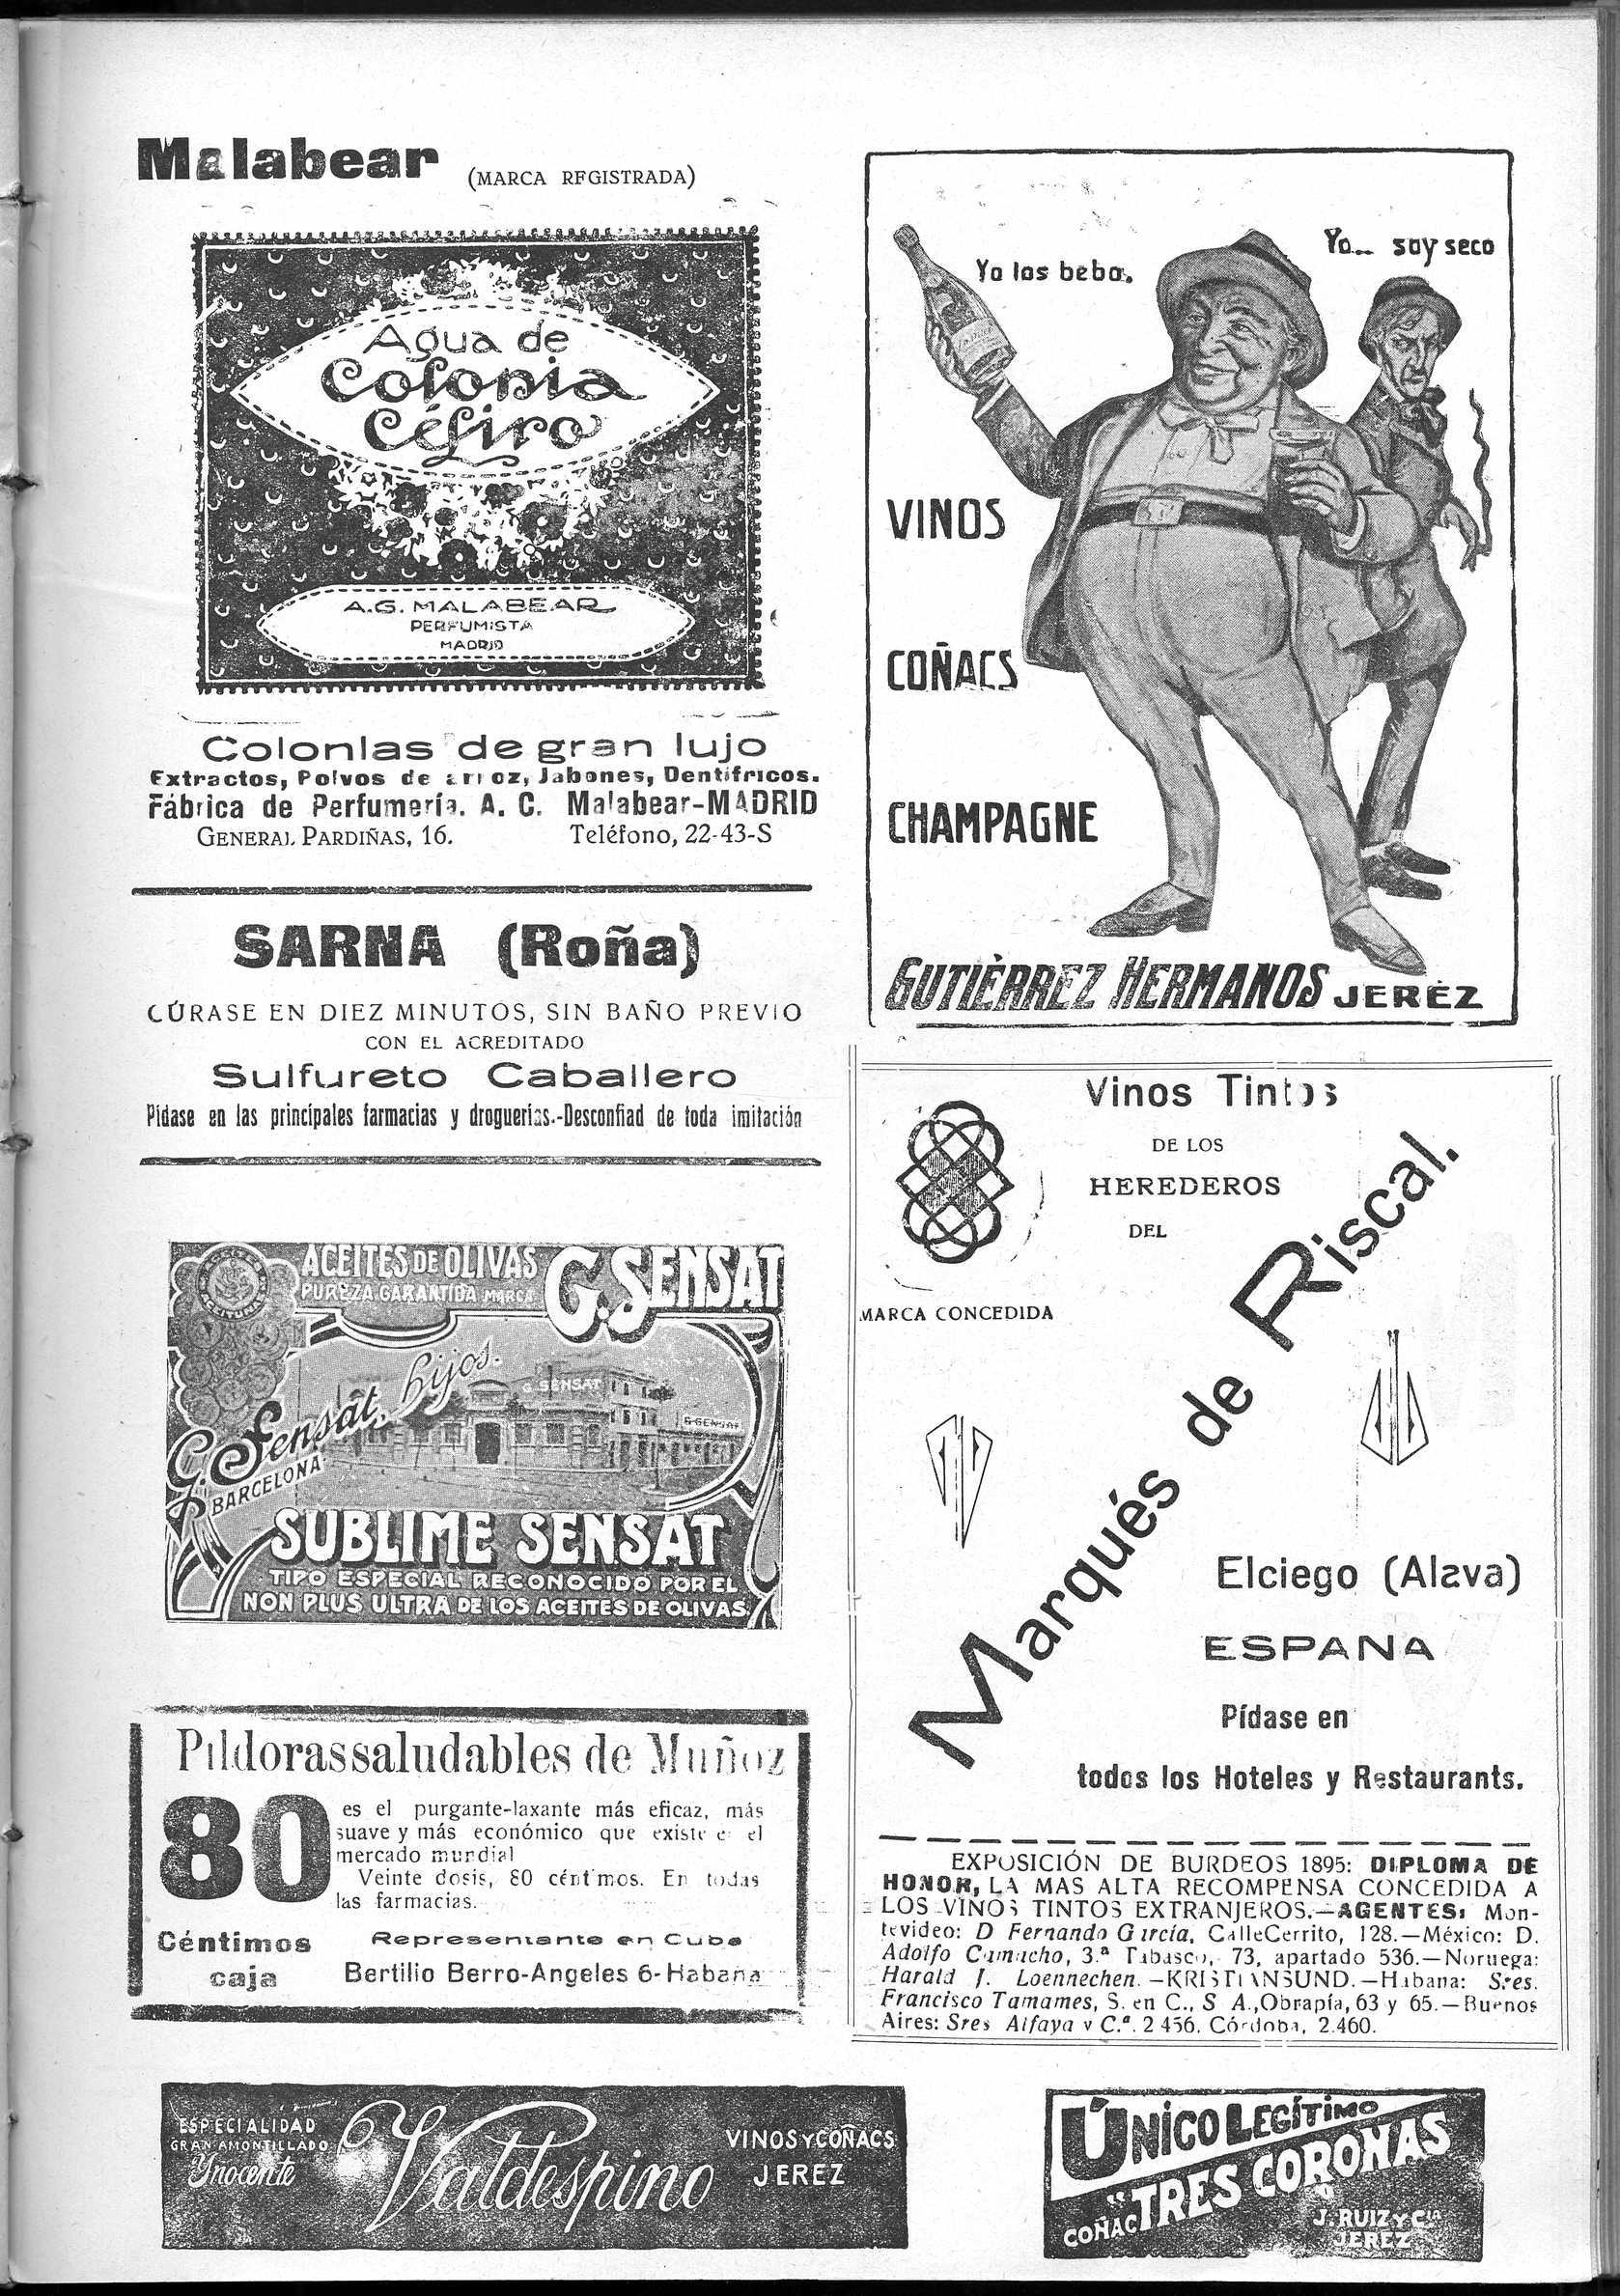 Malabear (MARCA REGISTRADA)
Agua de
Colonia
Céfiro
A.G. MALABEAR
PERFUMISTA
MADRID
Colonias de gran lujo
Extractos, Polvos de arroz, Jabones, Dentífricos.
Fábrica de Perfumería. A. C. Malabear-MADRID
GENERAL PARDIÑAS, 16. Teléfono, 22-43-S
SARNA (Roña)
CÚRASE EN DIEZ MINUTOS, SIN BAÑO PREVIO
CON EL ACREDITADO
Sulfureto Caballero
Pídase en las principales farmacias y droguerías.-Desconfiad de toda imitación
ACEITES DE OLIVAS
PUREZA GARANTIDA MARCA
G. SENSAT
G. Sensat, hijos.
BARCELONA
G SENSAT
G SENSAT
SUBLIME SENSAT
TIPO ESPECIAL RECONOCIDO POR EL
NON PLUS ULTRA DE LOS ACEITES DE OLIVAS
Píldoras saludables de Muñoz
80
es el purgante-laxante más eficaz, más
suave y más económico que existe en el
mercado mundial
Veinte dosis, 80 céntimos. En todas
las farmacias.
Céntimos
caja
Representante en Cuba
Bertilio Berro-Angeles 6-Habana
Yo los bebo.
Yo... soy seco
VINOS
COÑACS
CHAMPAGNE
GUTIÉRREZ HERMANOS JEREZ
Vinos Tintos
DE LOS
HEREDEROS
DEL
MARCA CONCEDIDA
Marqués de Riscal.
Elciego (Alava)
ESPANA
Pídase en
todos los Hoteles y Restaurants.
EXPOSICIÓN DE BURDEOS 1895: DIPLOMA DE
HONOR, LA MAS ALTA RECOMPENSA CONCEDIDA A
LOS VINOS TINTOS EXTRANJEROS.—AGENTES: Mon-
tevideo: D Fernando García, Calle Cerrito, 128.—México: D.
Adolfo Camacho, 3.ª Tabasco, 73, apartado 536.—Noruega:
Harald J. Loennechen.—KRISTIANSUND.—Habana: Sres.
Francisco Tamames, S. en C., S A., Obrapía, 63 y 65.—Buenos
Aires: Sres Alfaya y C.ª. 2 456, Córdoba, 2.460.
ESPECIALIDAD
GRAN AMONTILLADO
Ynocente
Valdespino
VINOS Y COÑACS
JEREZ
ÚNICO LEGÍTIMO
COÑAC "TRES CORONAS"
J. RUIZ Y Cía
JEREZ